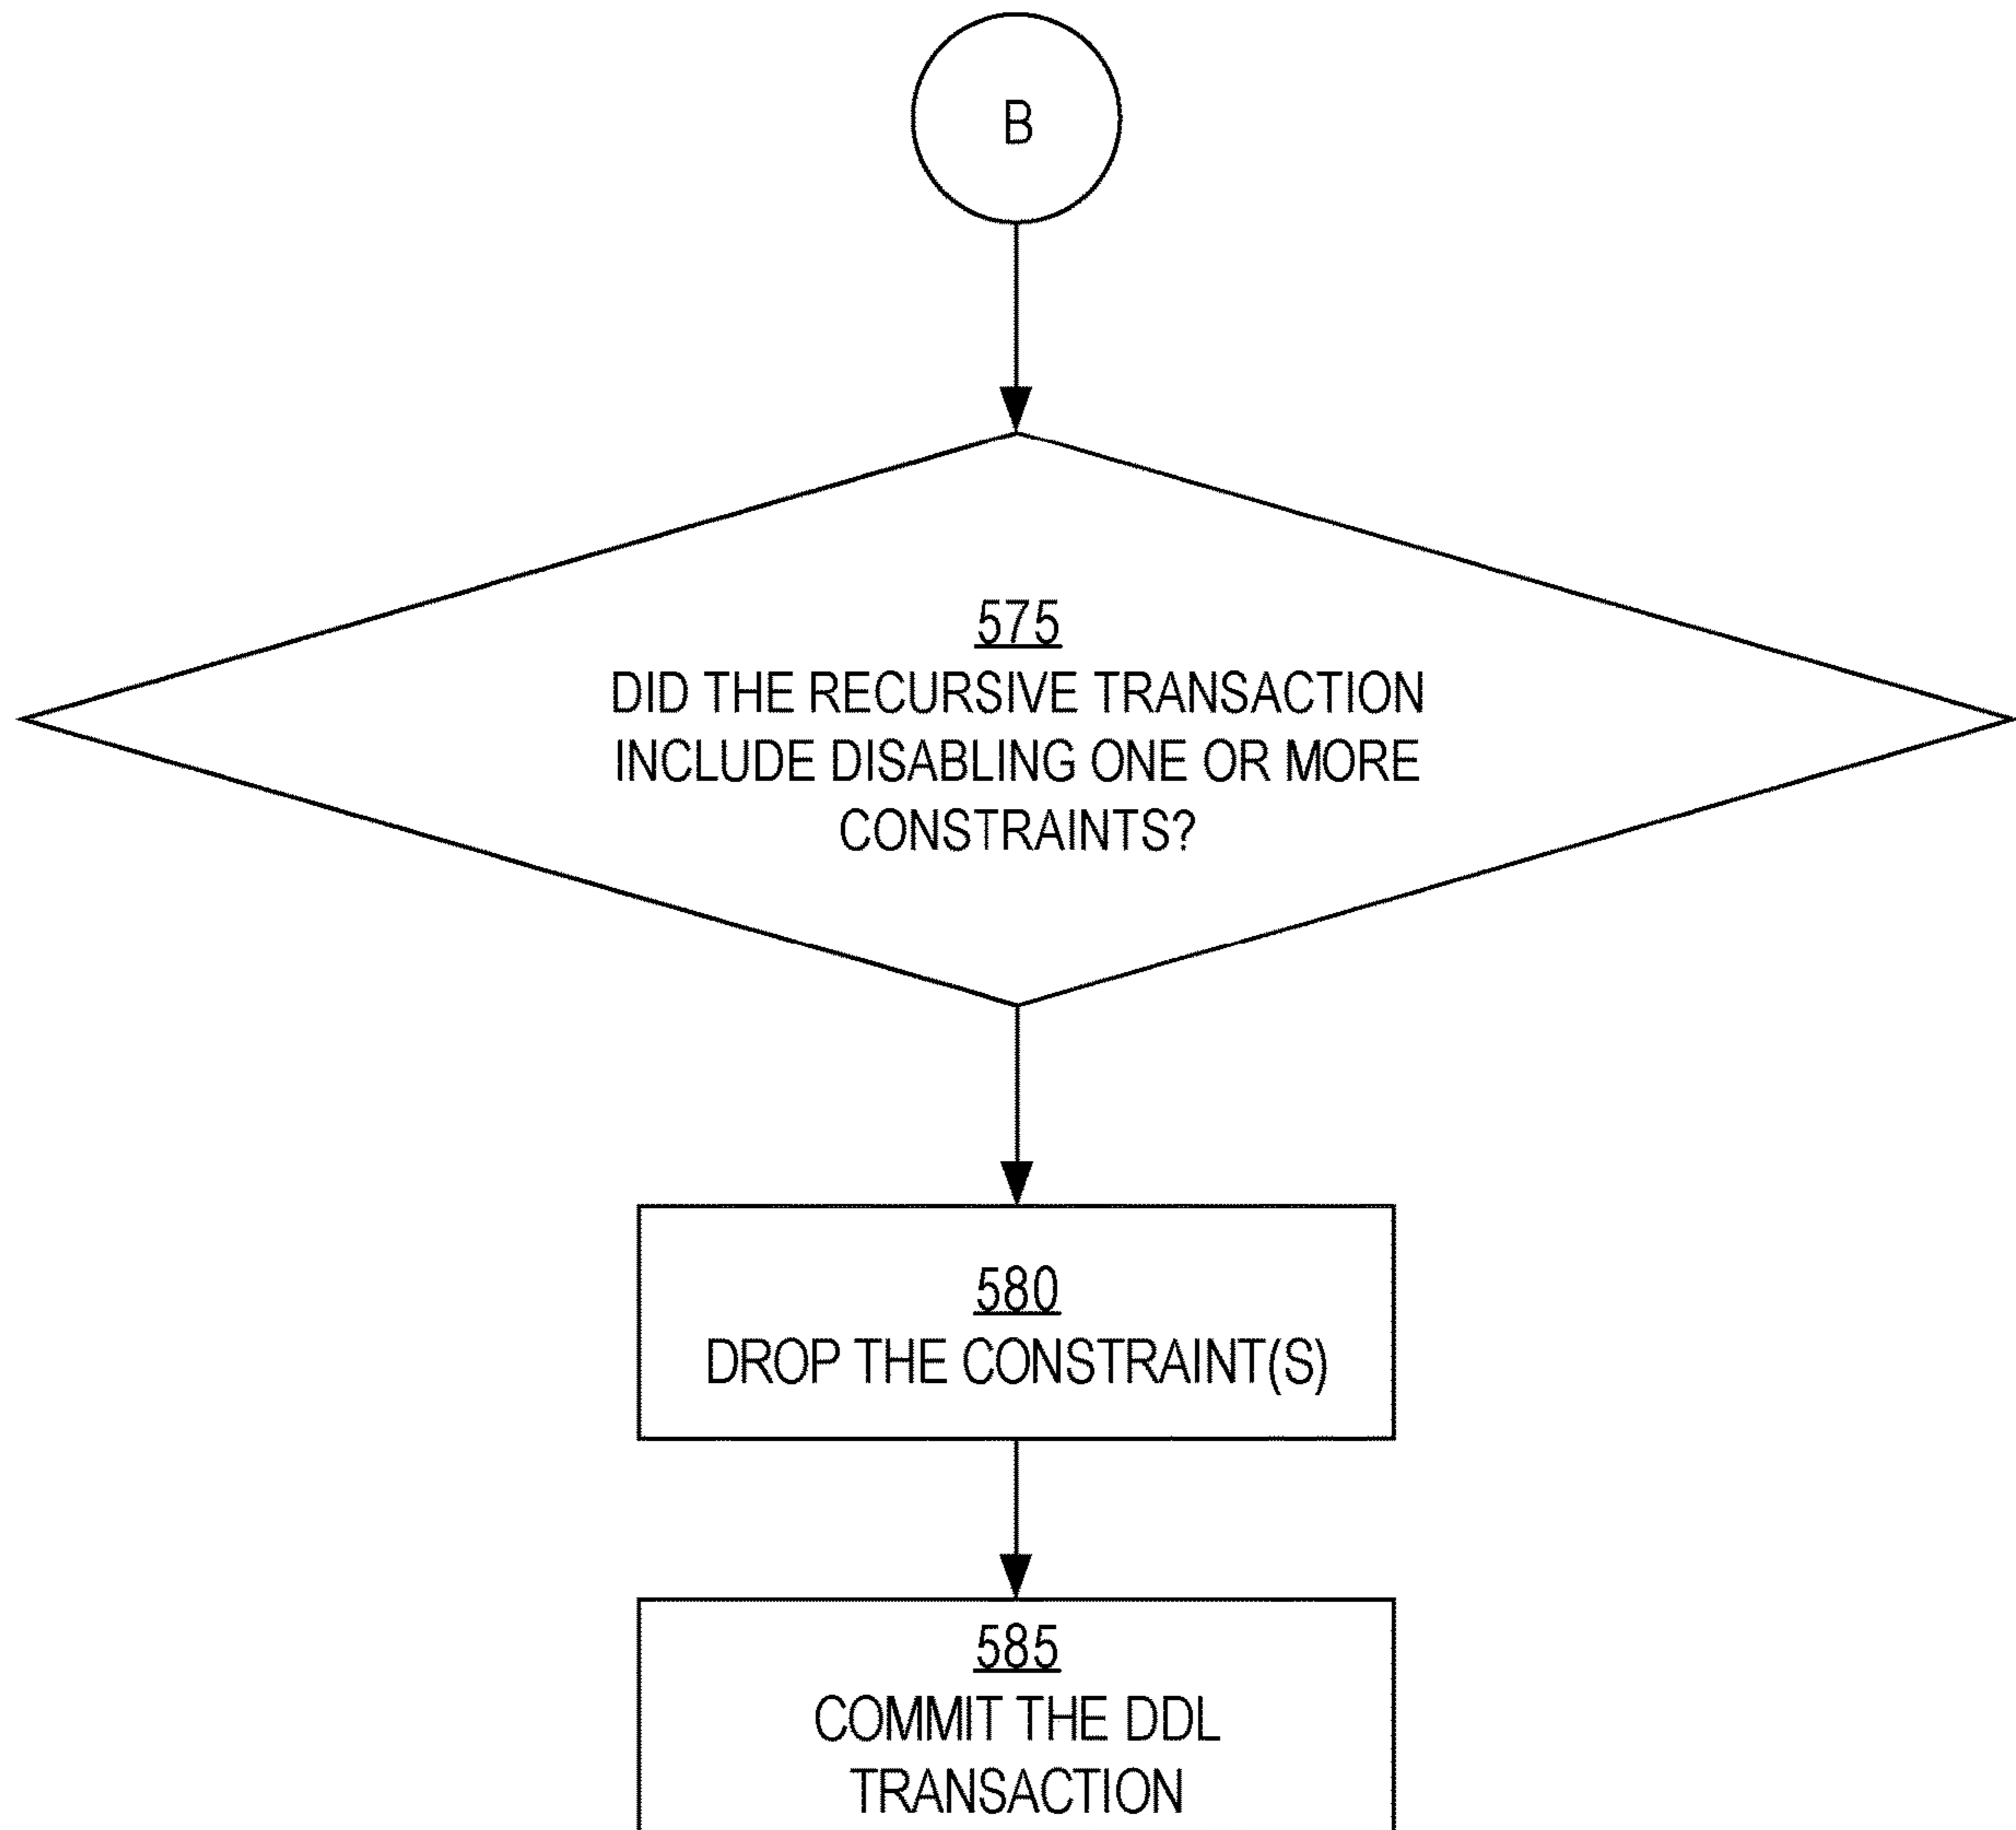 B
575
DID THE RECURSIVE TRANSACTION
INCLUDE DISABLING ONE OR MORE
CONSTRAINTS?
580
DROP THE CONSTRAINT(S)
585
COMMIT THE DDL
TRANSACTION